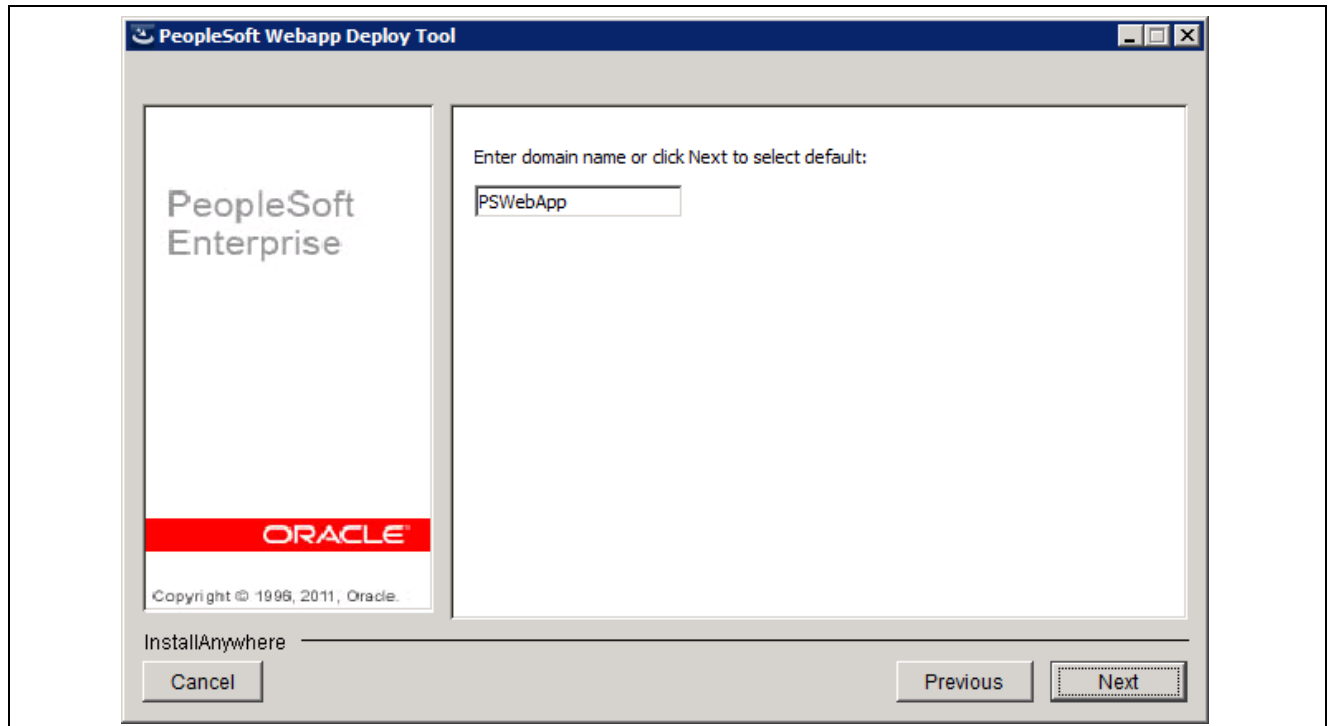 PeopleSoft Webapp Deploy Tool
PeopleSoft
Enterprise
ORACLE
Copyright © 1996, 2011, Oracle.
Enter domain name or click Next to select default:
PSWebApp
InstallAnywhere
Cancel
Previous
Next